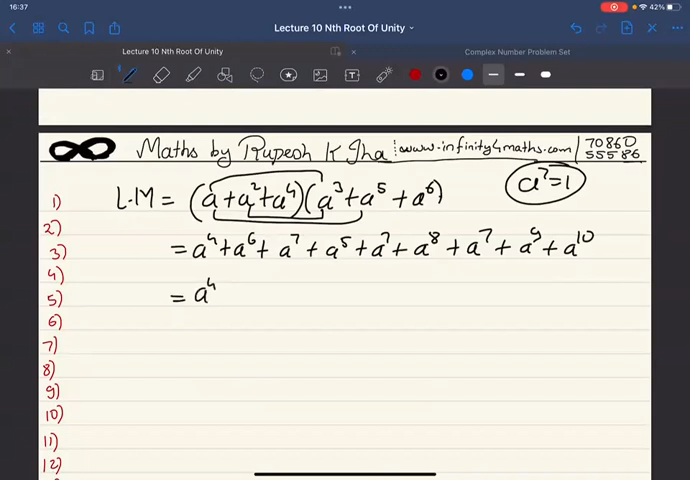 16:37
42%
Lecture 10 Nth Root Of Unity
Lecture 10 Nth Root Of Unity
Complex Number Problem Set
Maths by Rupesh K Jha www.infinity4maths.com 70860 55586
1) L·M = (a + a² + a⁴)(a³ + a⁵ + a⁶) a⁷ = 1
2)
3) = a⁴ + a⁶ + a⁷ + a⁵ + a⁷ + a⁸ + a⁷ + a⁹ + a¹⁰
4)
5) = a⁴
6)
7)
8)
9)
10)
11)
12)